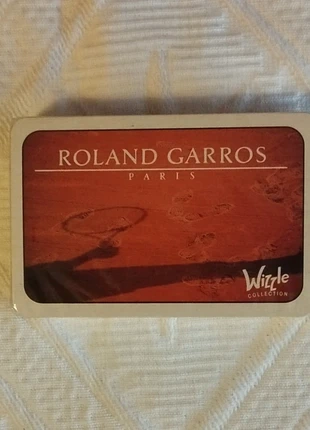 ROLAND GARROS
PARIS
Wizzle
COLLECTION